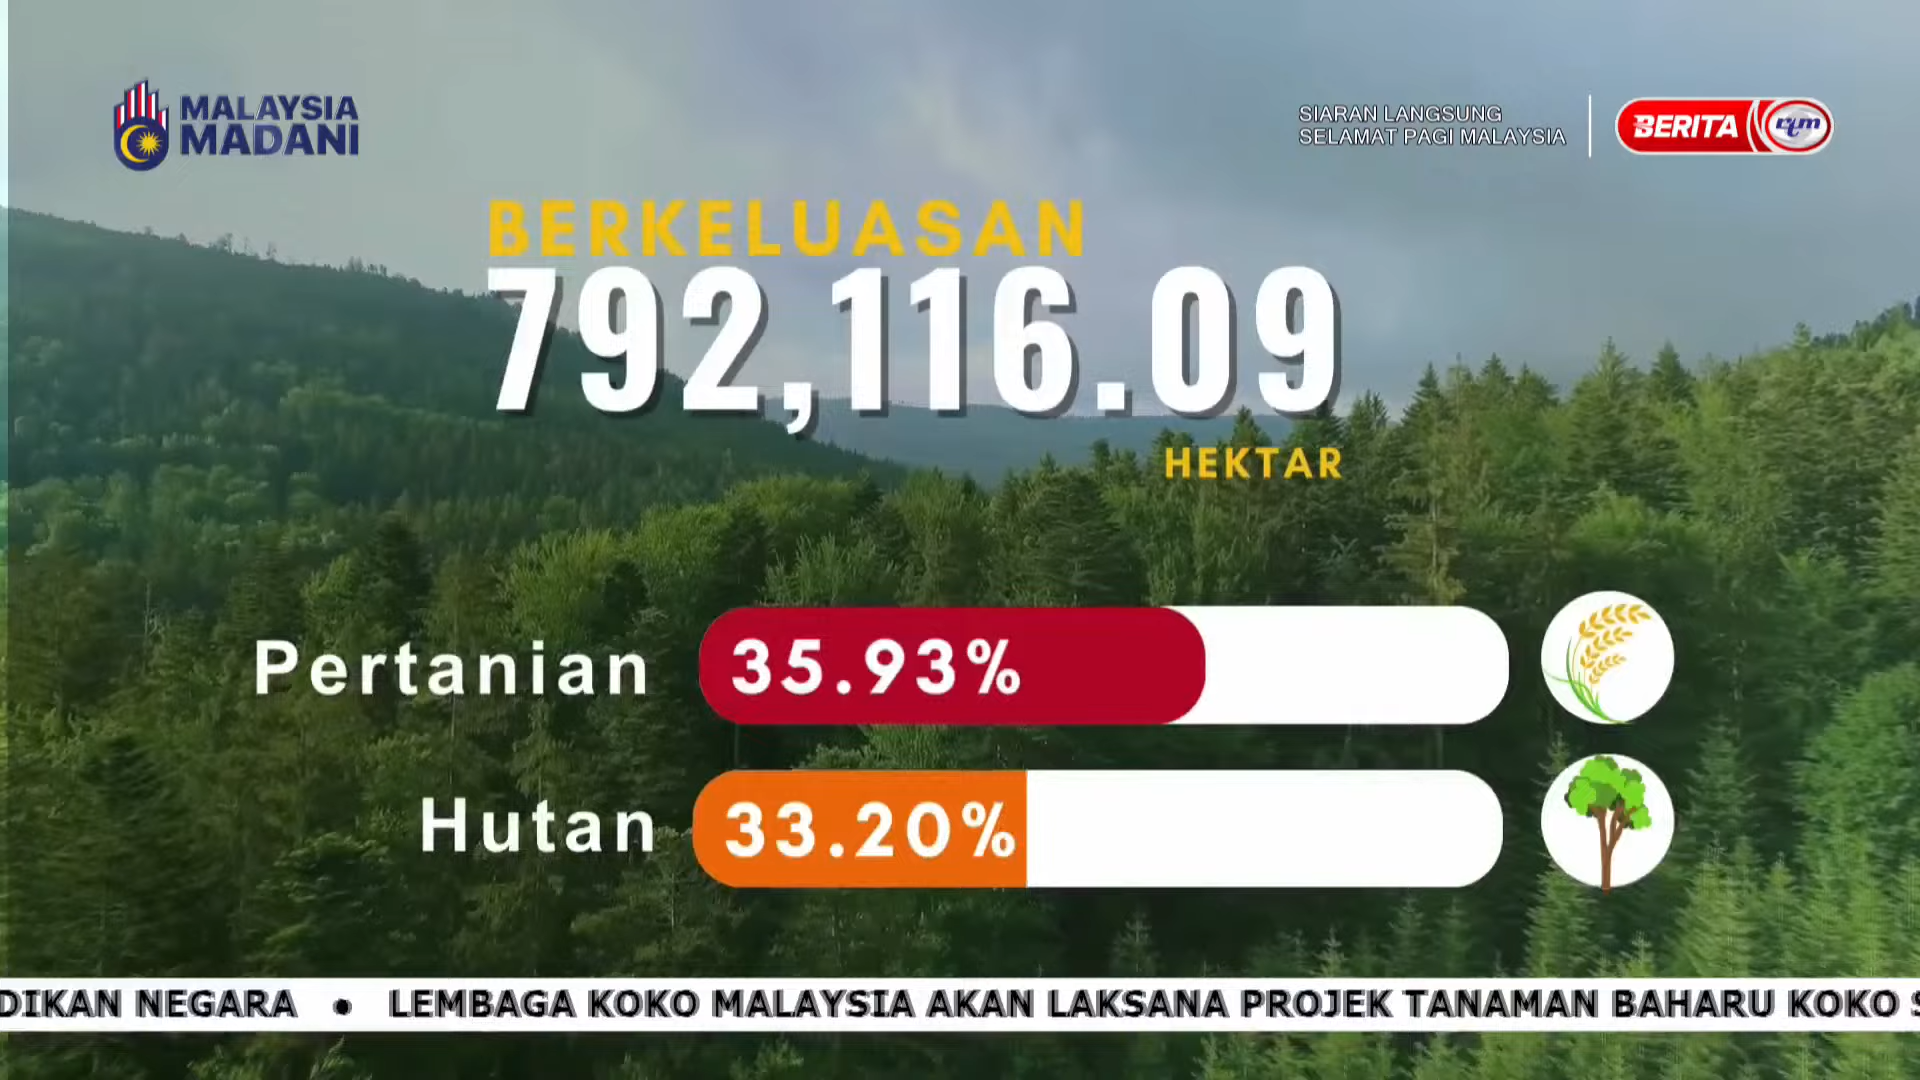 MALAYSIA
MADANI
SIARAN LANGSUNG
SELAMAT PAGI MALAYSIA
BERITA rtm
BERKELUASAN
792,116.09
HEKTAR
Pertanian 35.93%
Hutan 33.20%
DIKAN NEGARA • LEMBAGA KOKO MALAYSIA AKAN LAKSANA PROJEK TANAMAN BAHARU KOKO